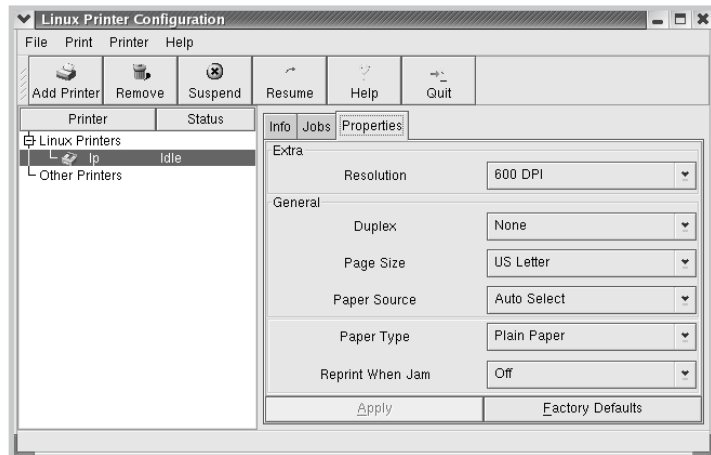 Linux Printer Configuration
File Print Printer Help
Add Printer Remove Suspend Resume Help Quit
Printer Status
Linux Printers
lp Idle
Other Printers
Info Jobs Properties
Extra
Resolution 600 DPI
General
Duplex None
Page Size US Letter
Paper Source Auto Select
Paper Type Plain Paper
Reprint When Jam Off
Apply Factory Defaults